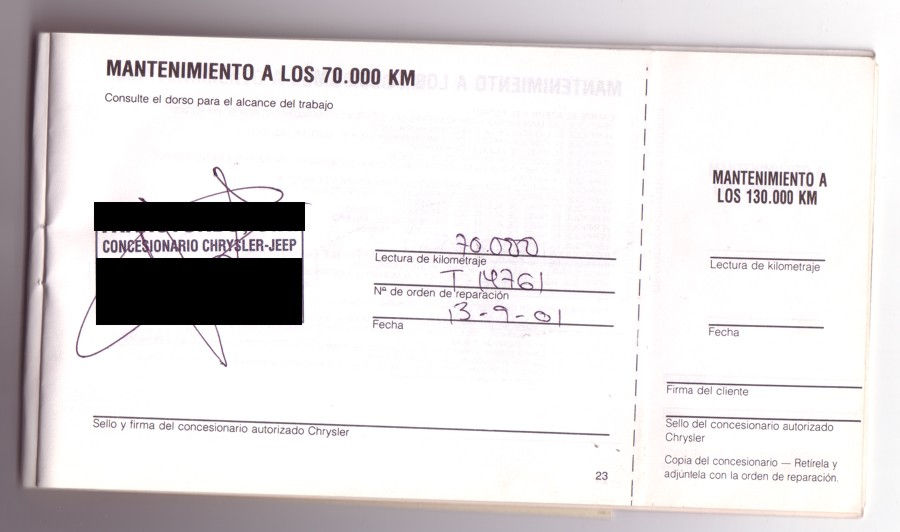 MANTENIMIENTO A LOS 70.000 KM
Consulte el dorso para el alcance del trabajo
CONCESIONARIO CHRYSLER-JEEP
70.000
Lectura de kilometraje
T 14761
Nº de orden de reparación
13-9-01
Fecha
Sello y firma del concesionario autorizado Chrysler
23
MANTENIMIENTO A
LOS 130.000 KM
Lectura de kilometraje
Fecha
Firma del cliente
Sello del concesionario autorizado
Chrysler
Copia del concesionario — Retírela y
adjúntela con la orden de reparación.